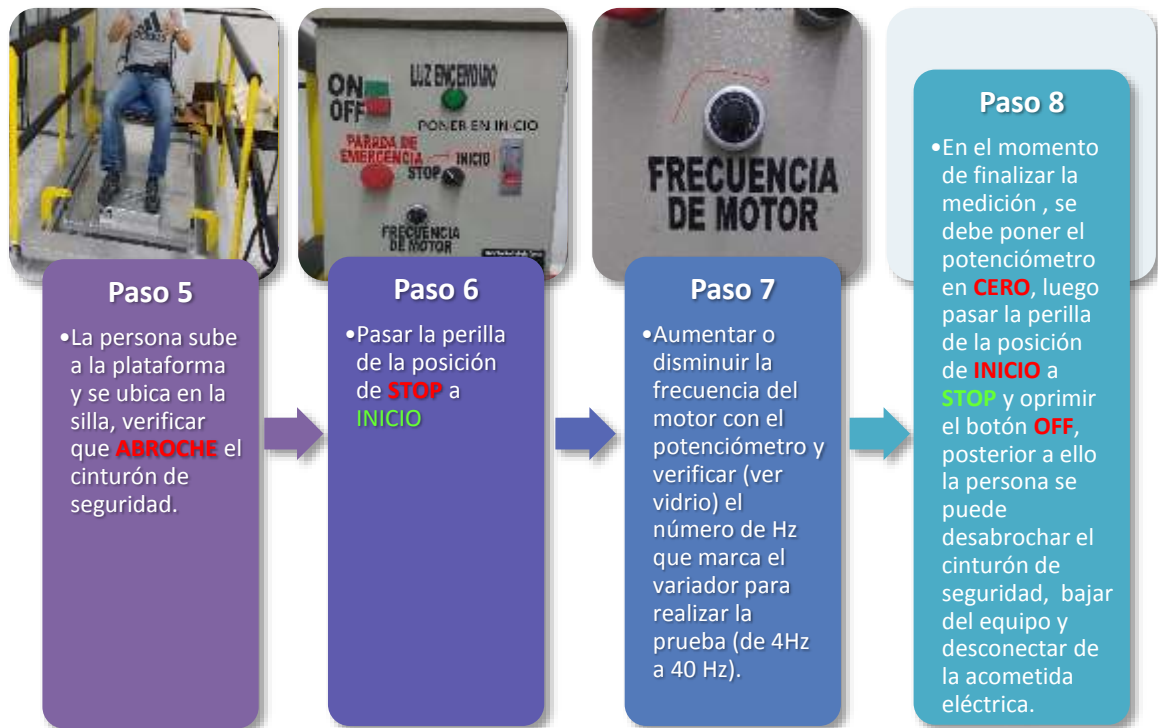 ON
OFF
LUZ ENCENDIDO
PONER EN INICIO
PARADA DE
EMERGENCIA
STOP
INICIO
FRECUENCIA
DE MOTOR
FRECUENCIA
DE MOTOR
Paso 5
•La persona sube
a la plataforma
y se ubica en la
silla, verificar
que ABROCHE el
cinturón de
seguridad.
Paso 6
•Pasar la perilla
de la posición
de STOP a
INICIO
Paso 7
•Aumentar o
disminuir la
frecuencia del
motor con el
potenciómetro y
verificar (ver
vidrio) el
número de Hz
que marca el
variador para
realizar la
prueba (de 4Hz
a 40 Hz).
Paso 8
•En el momento
de finalizar la
medición , se
debe poner el
potenciómetro
en CERO, luego
pasar la perilla
de la posición
de INICIO a
STOP y oprimir
el botón OFF,
posterior a ello
la persona se
puede
desabrochar el
cinturón de
seguridad, bajar
del equipo y
desconectar de
la acometida
eléctrica.